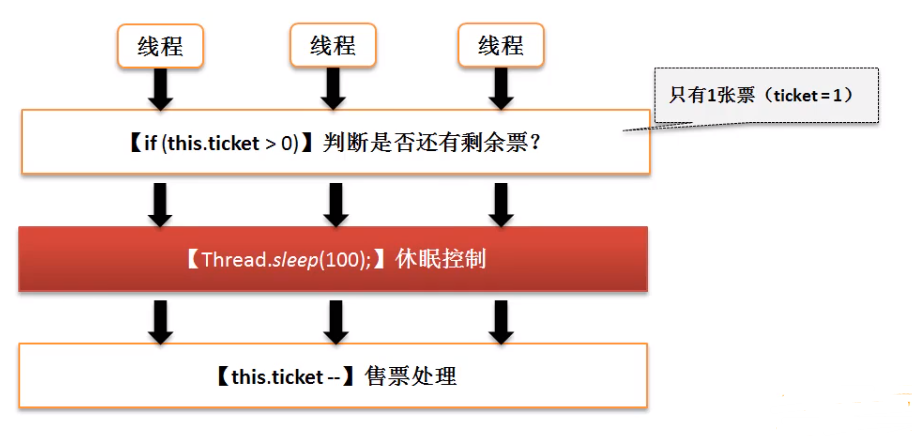 线程 线程 线程
只有1张票（ticket = 1）
【if (this.ticket > 0)】判断是否还有剩余票？
【Thread.sleep(100);】休眠控制
【this.ticket --】售票处理